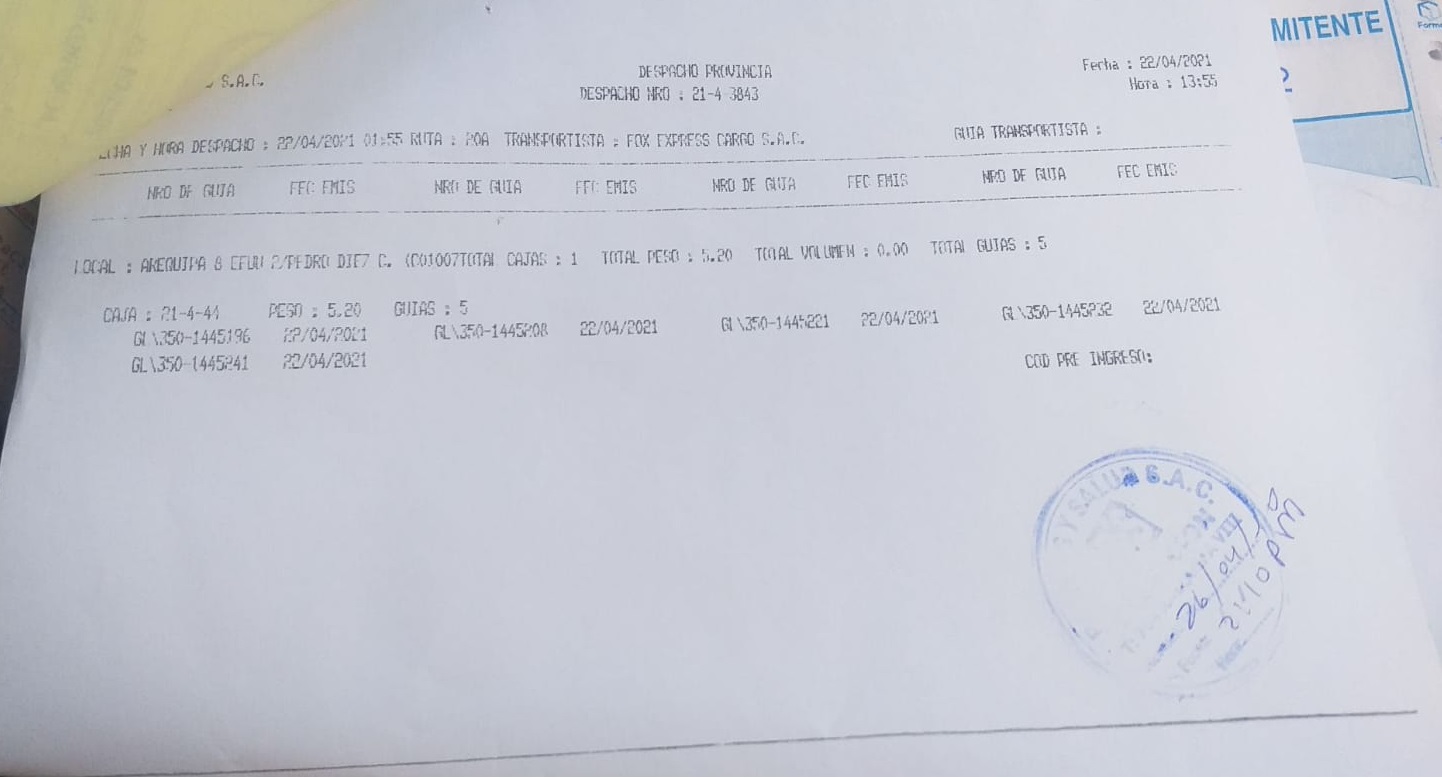 MITENTE
S.A.C.
DESPACHO PROVINCIA
Fecha : 22/04/2021
DESPACHO NRO : 21-4-3843
Hora : 13:55
Y HORA DESPACHO : 22/04/2021 01:55 RUTA : ROA TRANSPORTISTA : FOX EXPRESS CARGO S.A.C. GUIA TRANSPORTISTA :
NRO DE GUIA FEC EMIS NRO DE GUIA FEC EMIS NRO DE GUIA FEC EMIS NRO DE GUIA FEC EMIS
LOCAL : AREQUIPA 8 EEUU 2/PEDRO DIEZ C. (C01007TOTAL CAJAS : 1 TOTAL PESO : 5.20 TOTAL VOLUMEN : 0.00 TOTAL GUIAS : 5
CAJA : 21-4-44 PESO : 5.20 GUIAS : 5
GL\350-1445196 22/04/2021 GL\350-1445208 22/04/2021 GL\350-1445221 22/04/2021 GL\350-1445232 22/04/2021
GL\350-1445241 22/04/2021
COD PRE INGRESO:
Y SALUD S.A.C.
26/04/
2:10 pm